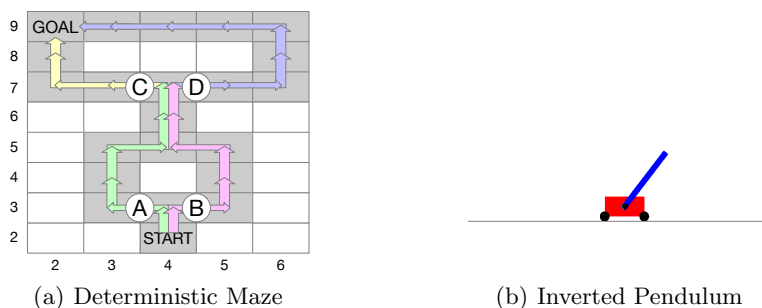 9 GOAL
8
7 C D
6
5
4
3 A B
2 START
2 3 4 5 6
(a) Deterministic Maze
(b) Inverted Pendulum